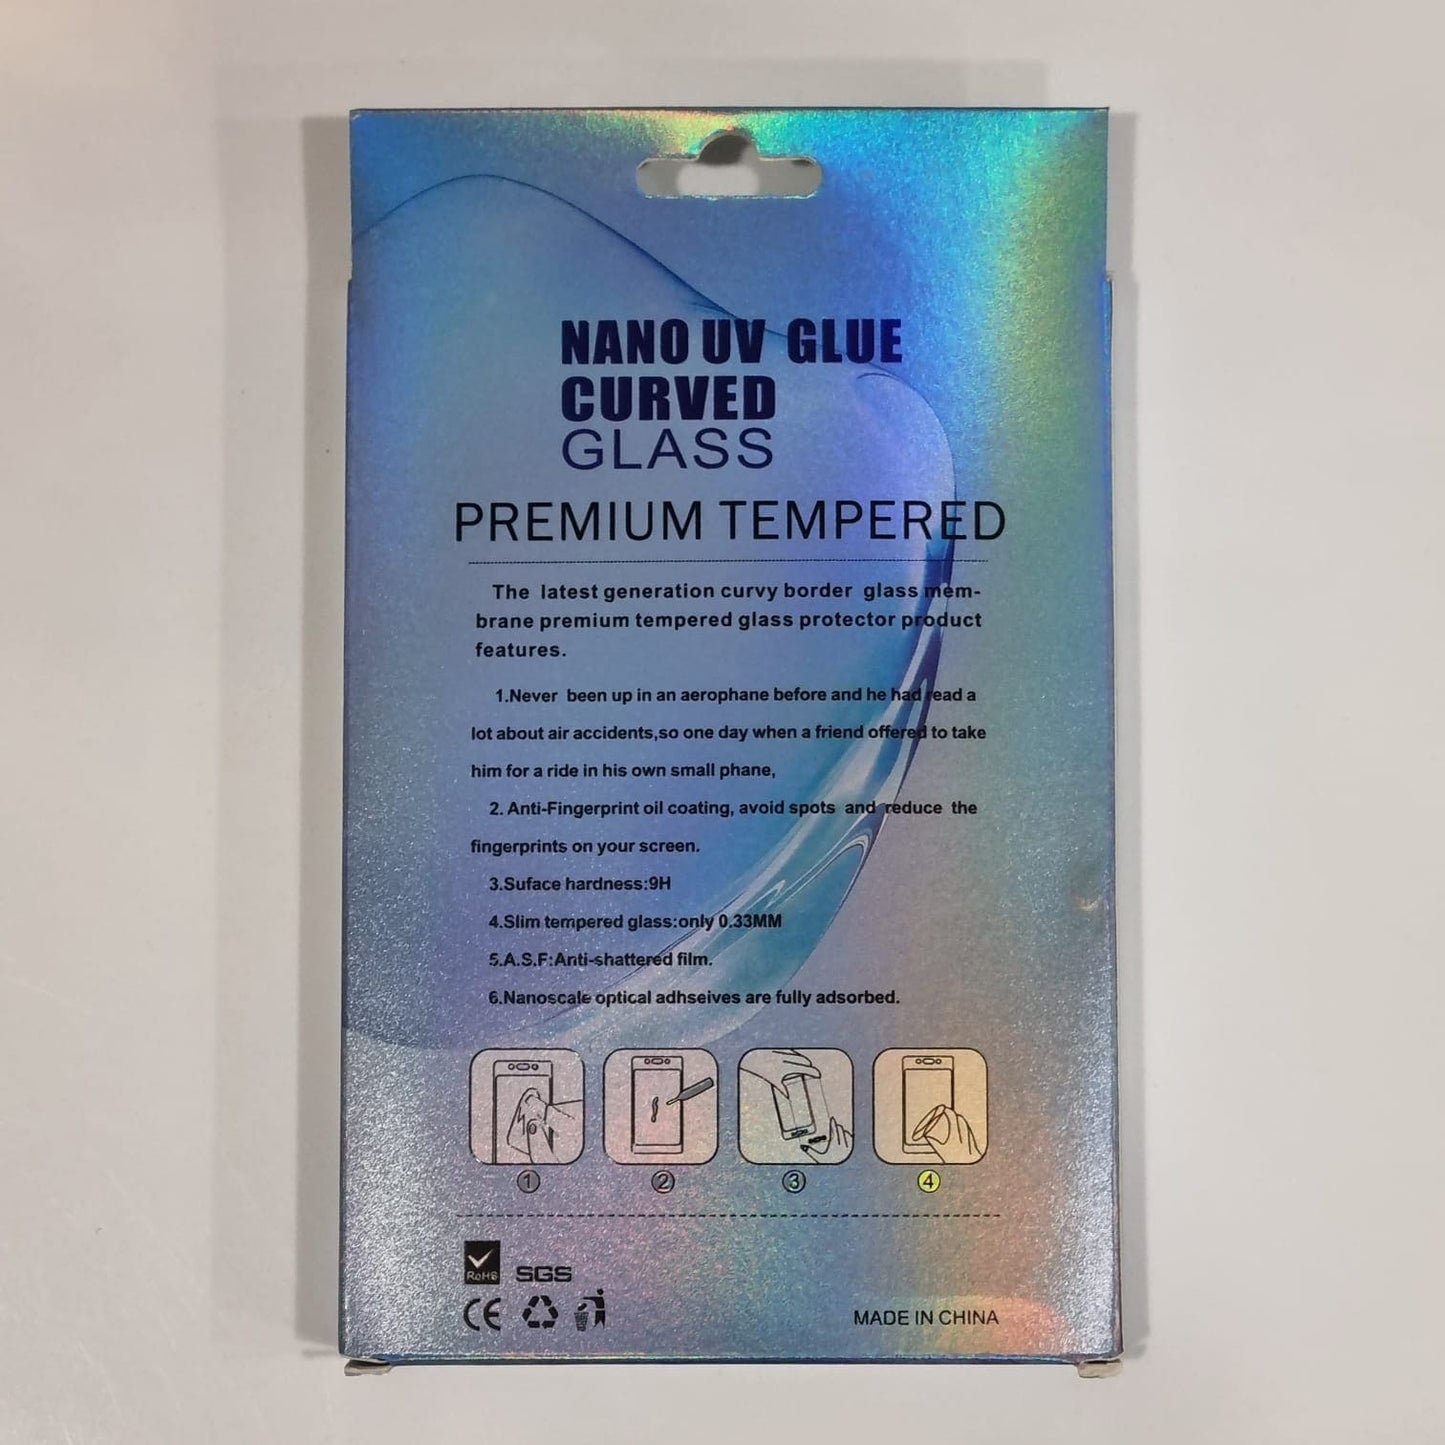 NANO UV GLUE
CURVED
GLASS
PREMIUM TEMPERED
The latest generation curvy border glass mem-
brane premium tempered glass protector product
features.
1.Never been up in an aerophane before and he had read a
lot about air accidents,so one day when a friend offered to take
him for a ride in his own small phane,
2. Anti-Fingerprint oil coating, avoid spots and reduce the
fingerprints on your screen.
3.Suface hardness:9H
4.Slim tempered glass:only 0.33MM
5.A.S.F:Anti-shattered film.
6.Nanoscale optical adhseives are fully adsorbed.
1 2 3 4
RoHS SGS
CE
MADE IN CHINA